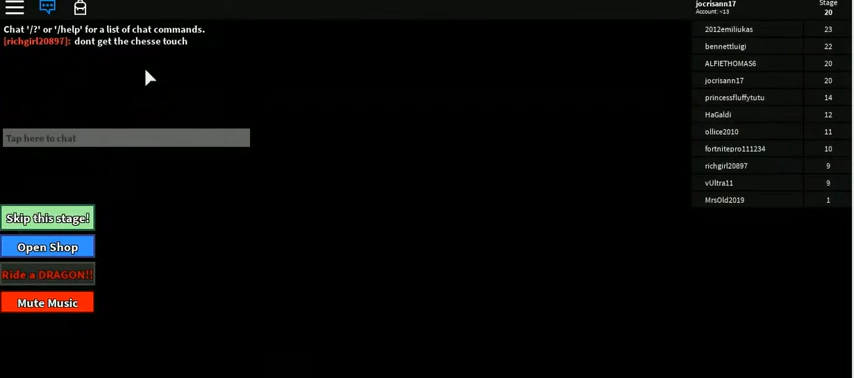 Chat '/?' or '/help' for a list of chat commands.
[richgirl20897]: dont get the chesse touch
Tap here to chat
Skip this stage!
Open Shop
Ride a DRAGON!!
Mute Music
jocrisann17
Account: <13
Stage
20
2012emiliukas 23
bennettluigi 22
ALFIETHOMAS6 20
jocrisann17 20
princessfluffytutu 14
HaGaldi 12
ollice2010 11
fortnitepro111234 10
richgirl20897 9
vUltra11 9
MrsOld2019 1